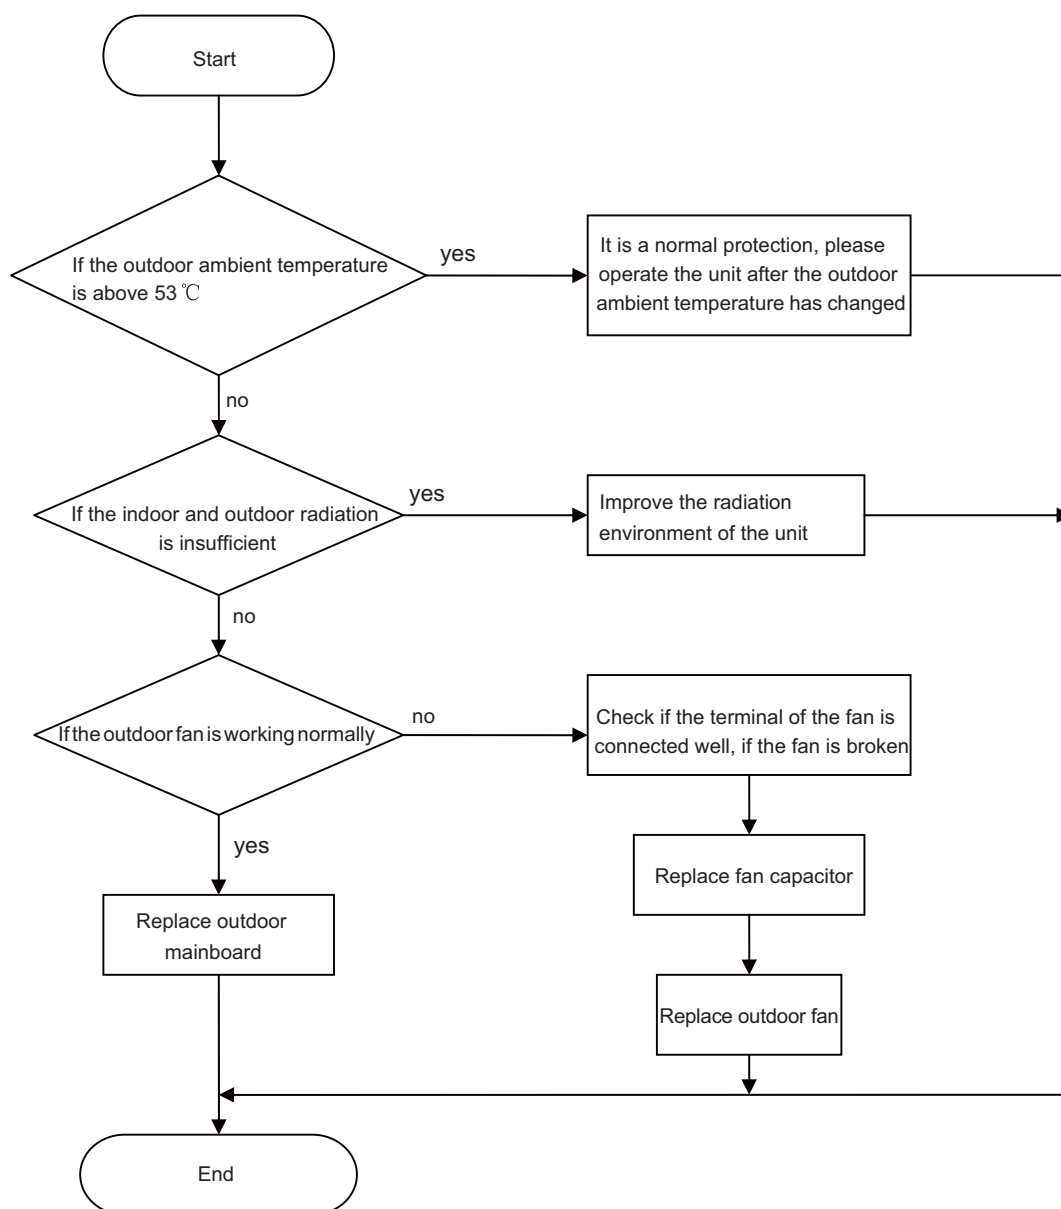 Start
If the outdoor ambient temperature
is above 53 ℃
yes
It is a normal protection, please
operate the unit after the outdoor
ambient temperature has changed
no
If the indoor and outdoor radiation
is insufficient
yes
Improve the radiation
environment of the unit
no
If the outdoor fan is working normally
no
Check if the terminal of the fan is
connected well, if the fan is broken
yes
Replace fan capacitor
Replace outdoor
mainboard
Replace outdoor fan
End